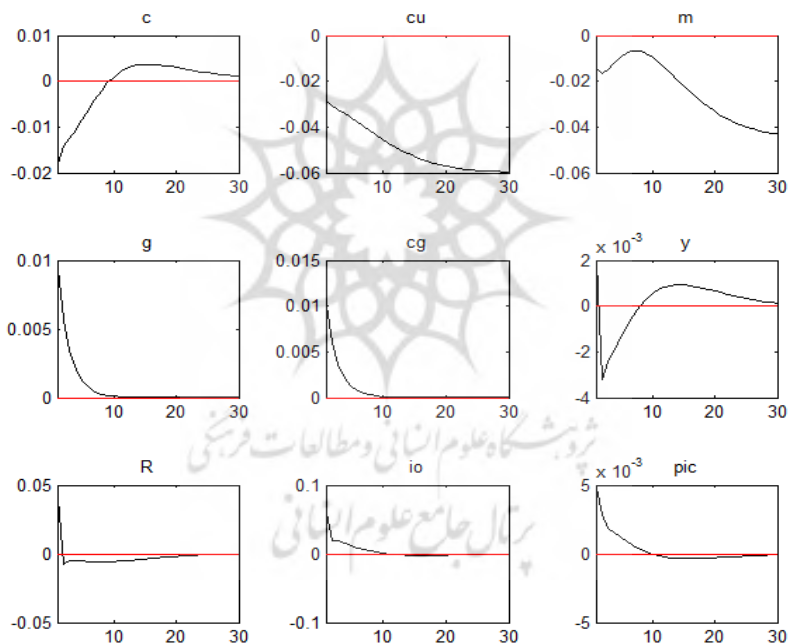 c cu m
0.01 0 0
0 -0.02 -0.02
-0.01 -0.04 -0.04
-0.02 -0.06 -0.06
10 20 30 10 20 30 10 20 30
g cg y
x 10⁻³
0.01 0.015 2
0.01 0
0.005 0.005 -2
0 0 -4
10 20 30 10 20 30 10 20 30
پژوهشگاه علوم انسانی و مطالعات فرهنگی
R io pic
x 10⁻³
0.05 0.1 5
پرتال جامع علوم انسانی
0 0 0
-0.05 -0.1 -5
10 20 30 10 20 30 10 20 30